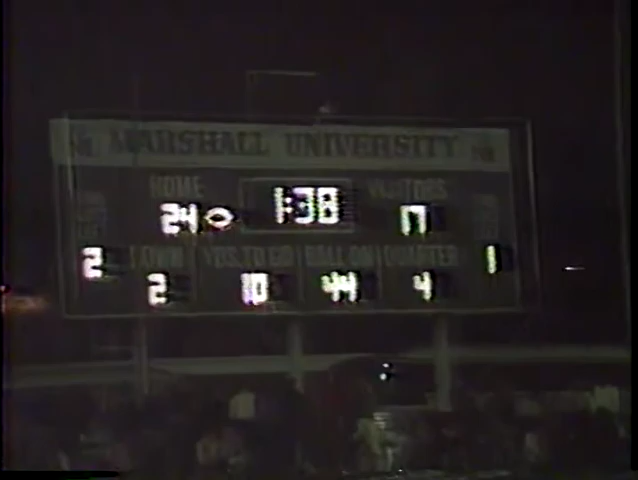 MARSHALL UNIVERSITY
HOME 1:38 VISITORS
24 17
DOWN YDS. TO GO BALL ON QUARTER
2 2 10 44 4 1